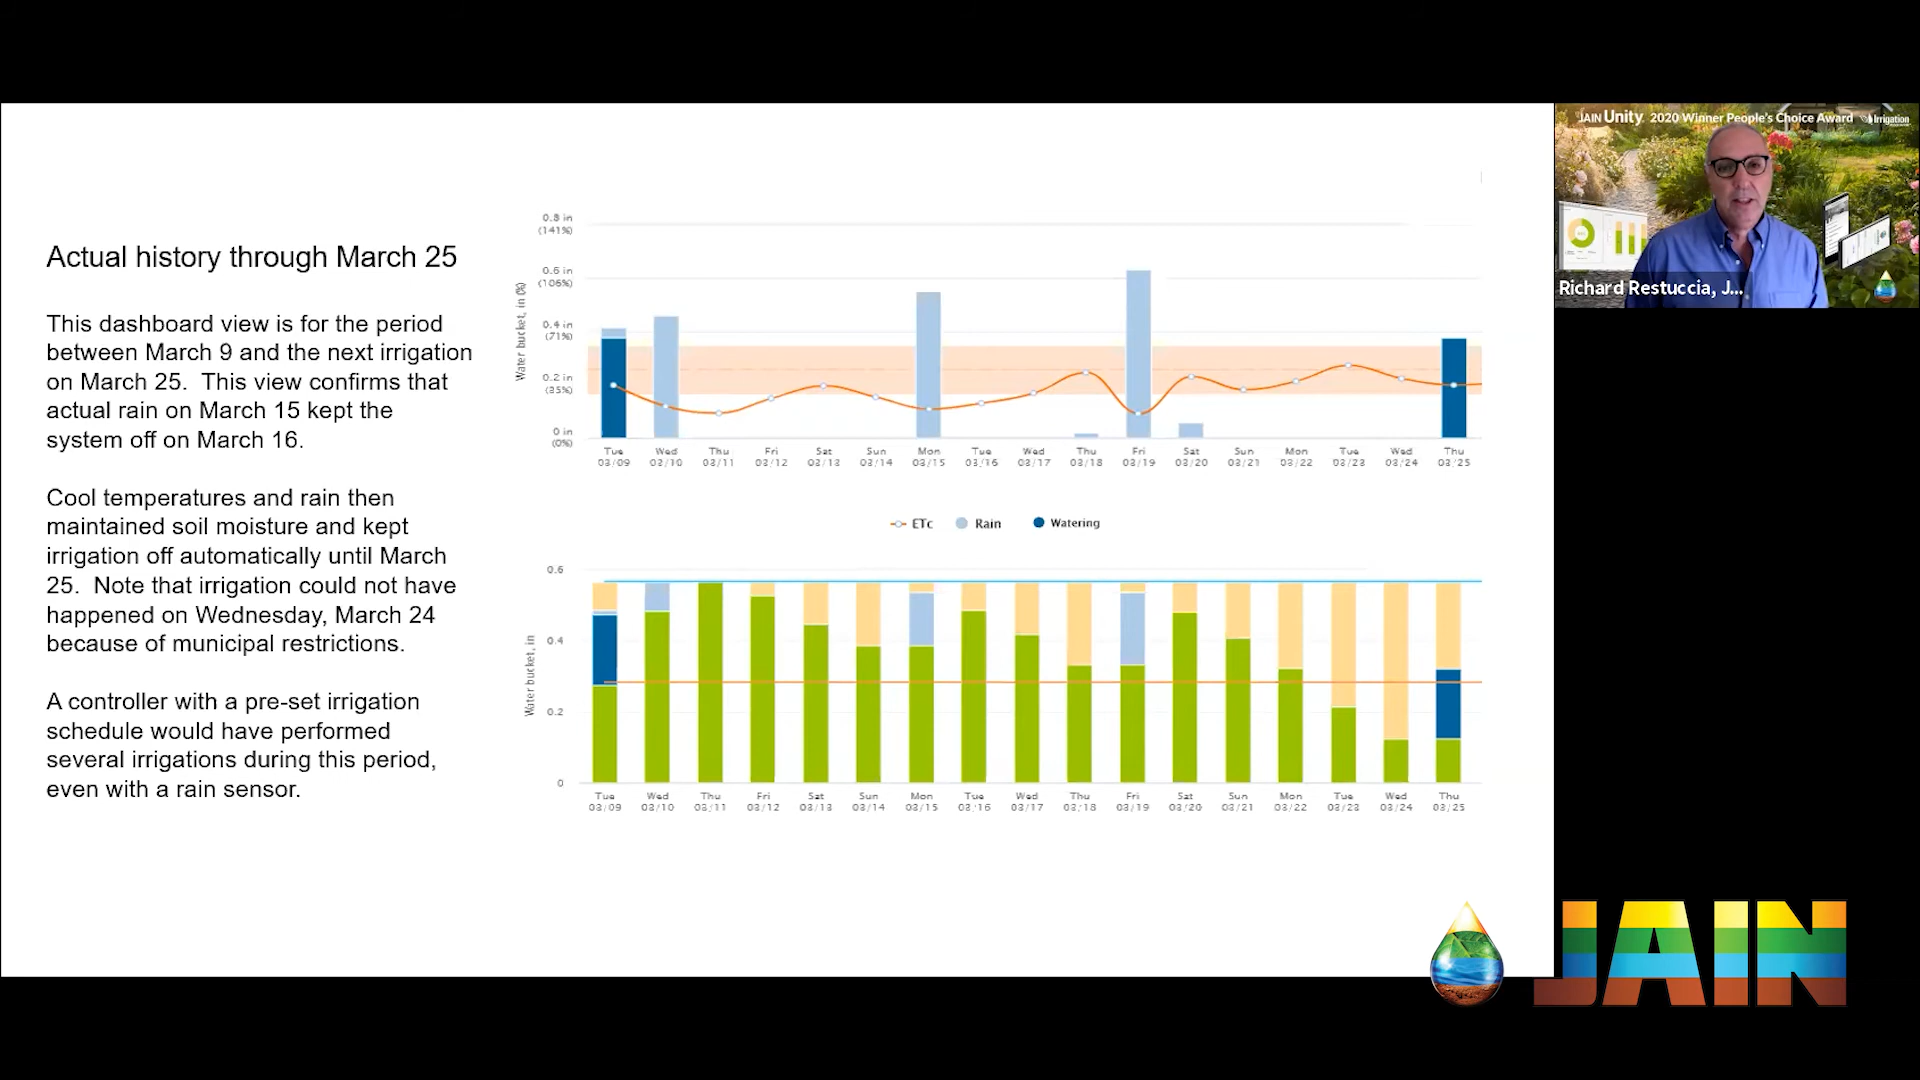 JAIN Unity. 2020 Winner People's Choice Award Irrigation
Richard Restuccia, J...
Actual history through March 25
This dashboard view is for the period
between March 9 and the next irrigation
on March 25. This view confirms that
actual rain on March 15 kept the
system off on March 16.
Cool temperatures and rain then
maintained soil moisture and kept
irrigation off automatically until March
25. Note that irrigation could not have
happened on Wednesday, March 24
because of municipal restrictions.
A controller with a pre-set irrigation
schedule would have performed
several irrigations during this period,
even with a rain sensor.
Water bucket, in (%)
0.8 in
(141%)
0.6 in
(106%)
0.4 in
(71%)
0.2 in
(35%)
0 in
(0%)
Tue Wed Thu Fri Sat Sun Mon Tue Wed Thu Fri Sat Sun Mon Tue Wed Thu
03/09 03/10 03/11 03/12 03/13 03/14 03/15 03/16 03/17 03/18 03/19 03/20 03/21 03/22 03/23 03/24 03/25
ETc Rain Watering
Water bucket, in
0.6
0.4
0.2
0
Tue Wed Thu Fri Sat Sun Mon Tue Wed Thu Fri Sat Sun Mon Tue Wed Thu
03/09 03/10 03/11 03/12 03/13 03/14 03/15 03/16 03/17 03/18 03/19 03/20 03/21 03/22 03/23 03/24 03/25
JAIN